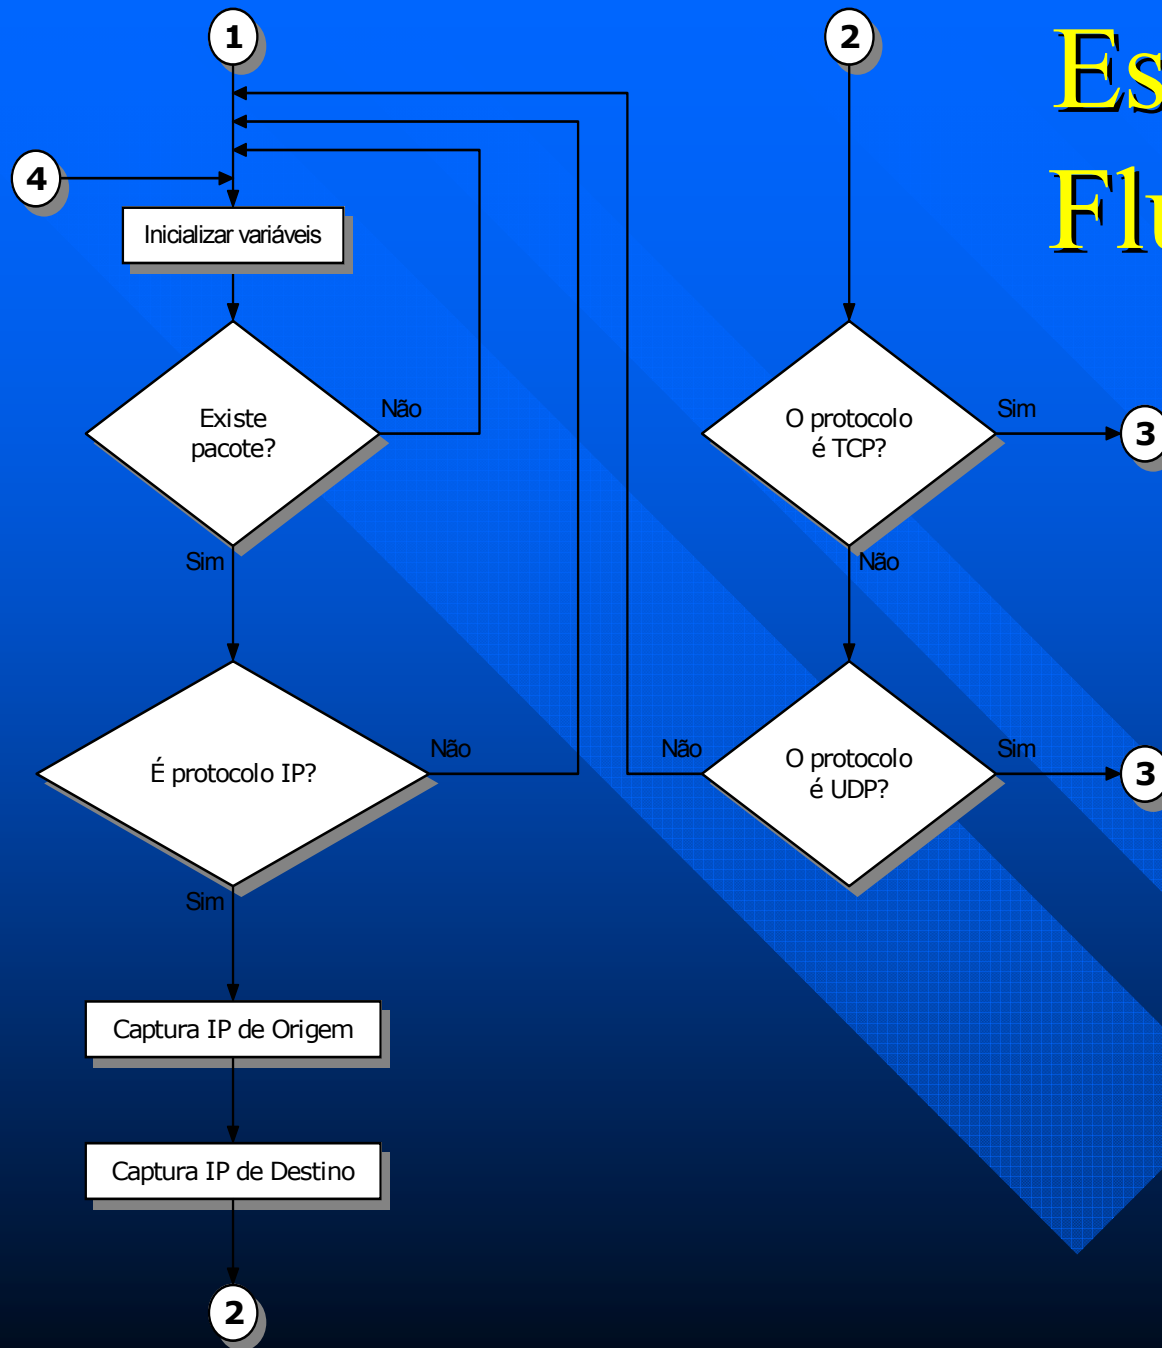 1
4
Inicializar variáveis
Existe
pacote?
Não
Sim
É protocolo IP?
Não
Sim
Captura IP de Origem
Captura IP de Destino
2
2
O protocolo
é TCP?
Sim
3
Não
O protocolo
é UDP?
Não
Sim
3
Es
Flu